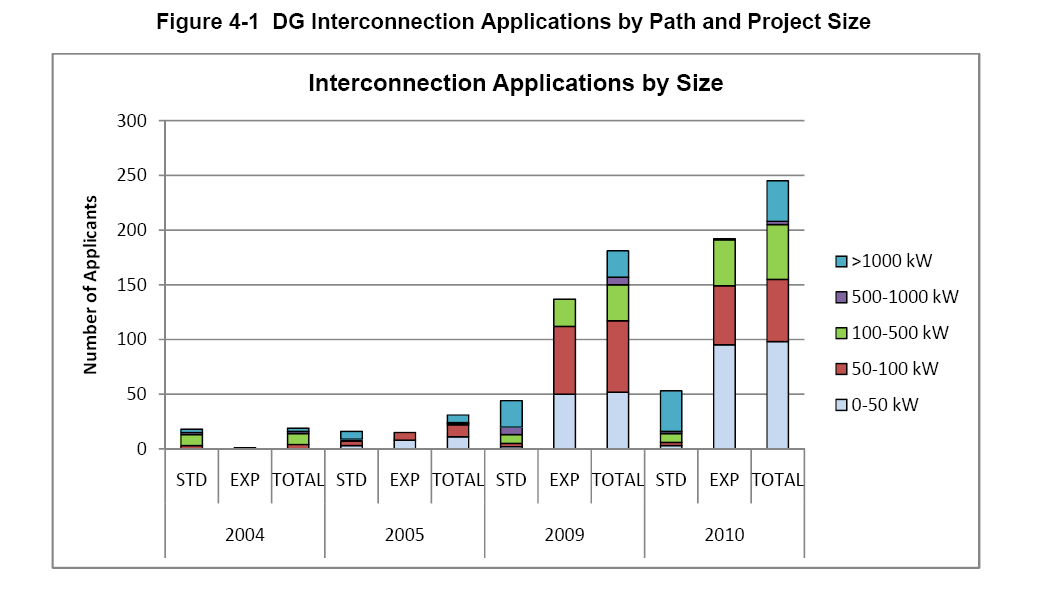 Figure 4-1 DG Interconnection Applications by Path and Project Size
Interconnection Applications by Size
Number of Applicants
300
250
200
150
100
50
0
STD EXP TOTAL STD EXP TOTAL STD EXP TOTAL STD EXP TOTAL
2004 2005 2009 2010
>1000 kW
500-1000 kW
100-500 kW
50-100 kW
0-50 kW